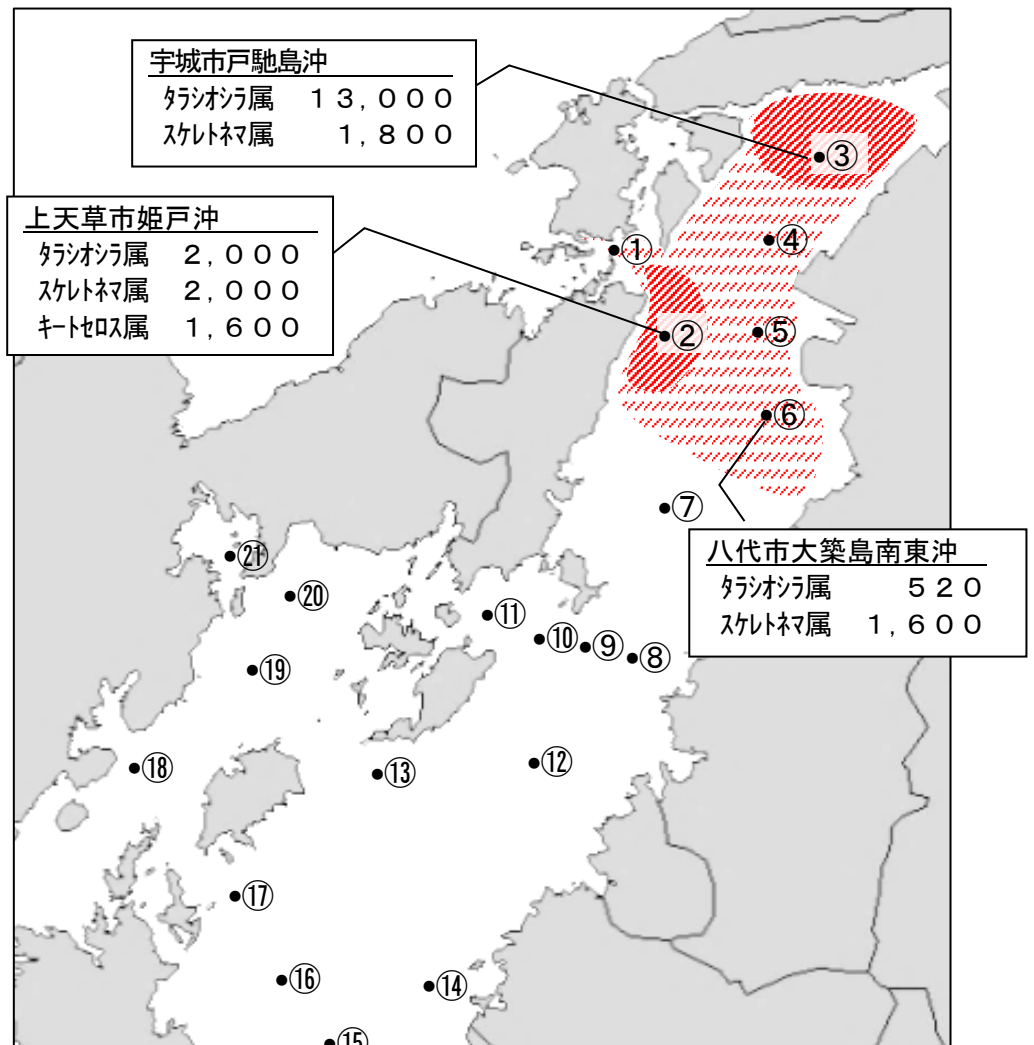 宇城市戸馳島沖
ﾀﾗｼｵｼﾗ属 １３,０００
ｽｹﾚﾄﾈﾏ属 １,８００
③
上天草市姫戸沖
ﾀﾗｼｵｼﾗ属 ２,０００
ｽｹﾚﾄﾈﾏ属 ２,０００
ｷｰﾄｾﾛｽ属 １,６００
①
④
②
⑤
⑥
⑦
八代市大築島南東沖
ﾀﾗｼｵｼﾗ属 ５２０
ｽｹﾚﾄﾈﾏ属 １,６００
㉑
⑳
⑪
⑩
⑨
⑧
⑲
⑱
⑬
⑫
⑰
⑯
⑭
⑮